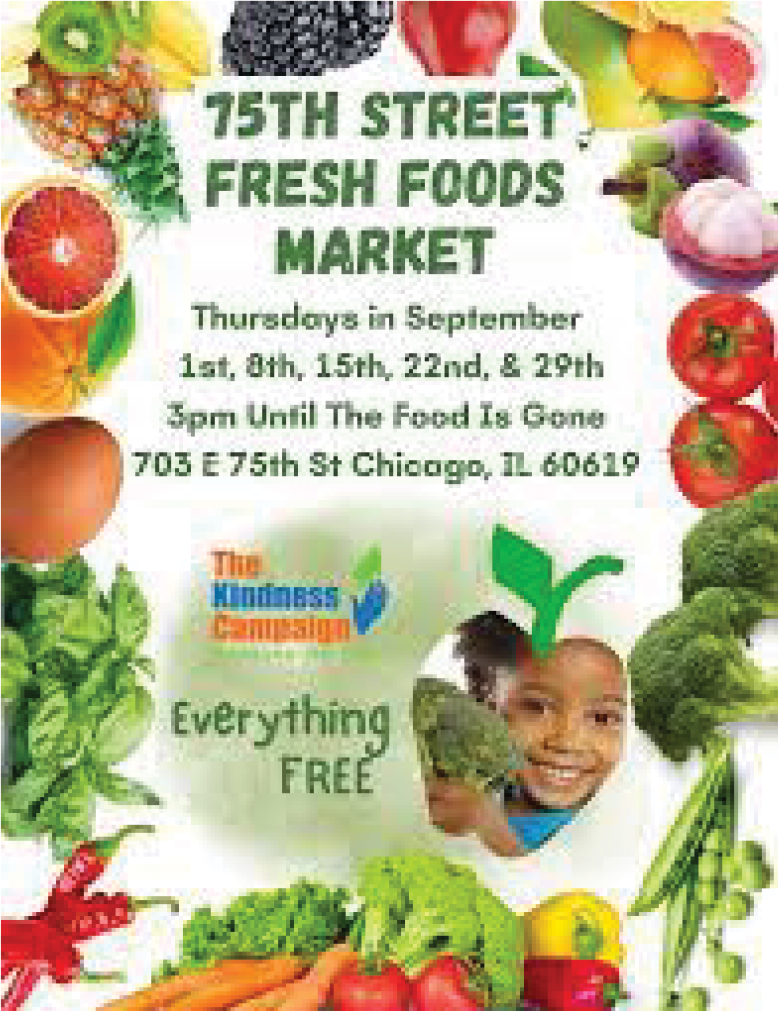 75TH STREET
FRESH FOODS
MARKET
Thursdays in September
1st, 8th, 15th, 22nd, & 29th
3pm Until The Food Is Gone
703 E 75th St Chicago, IL 60619
The
Kindness
Campaign
Everything
FREE